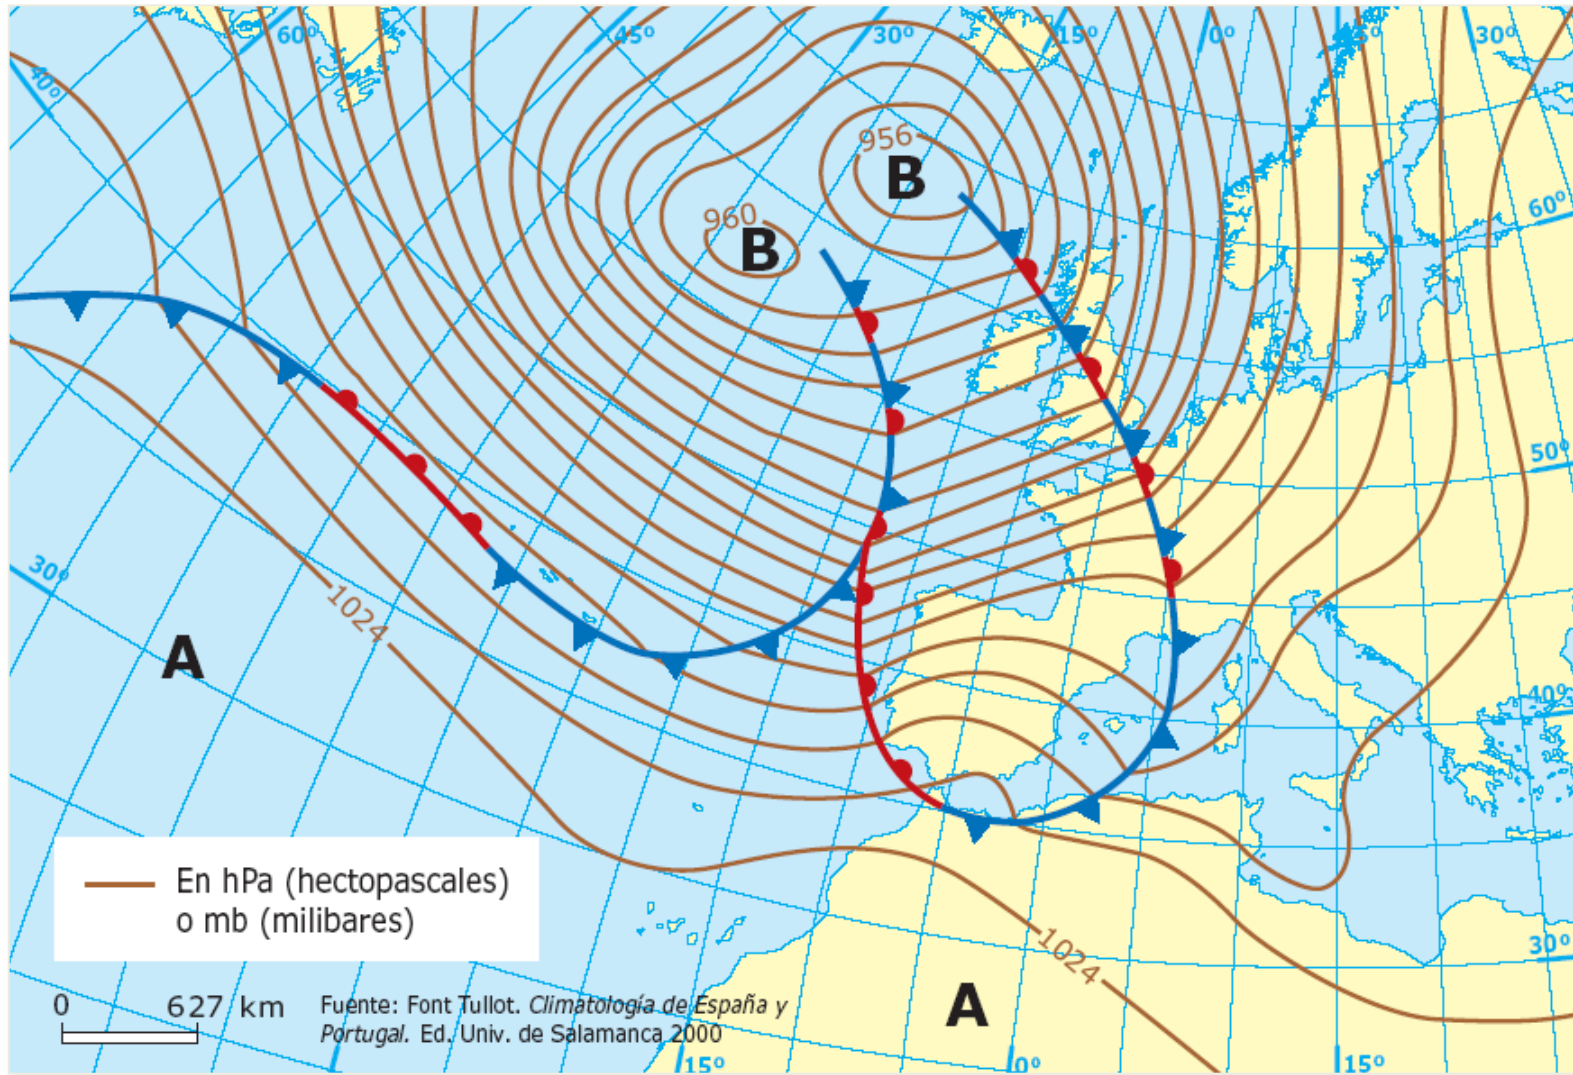 60º
45º
30º
15º
0º
15º
30º
40º
956
B
960
B
60º
50º
30º
1024
A
40º
En hPa (hectopascales)
o mb (milibares)
30º
1024
A
0
627 km
Fuente: Font Tullot. Climatología de España y
Portugal. Ed. Univ. de Salamanca 2000
15º
0º
15º